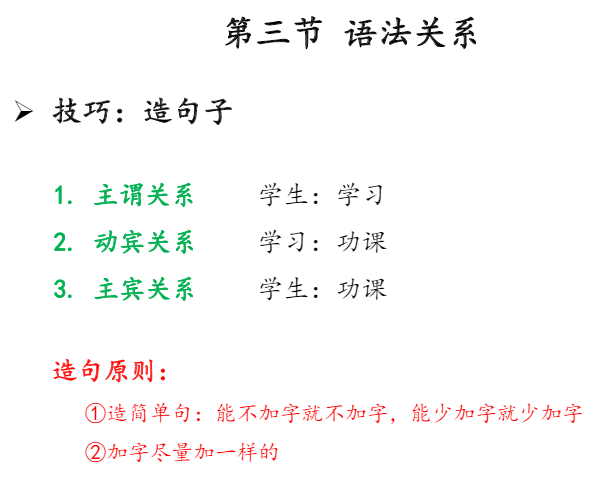 第三节 语法关系
➢ 技巧：造句子
1. 主谓关系 学生：学习
2. 动宾关系 学习：功课
3. 主宾关系 学生：功课
造句原则：
①造简单句：能不加字就不加字，能少加字就少加字
②加字尽量加一样的